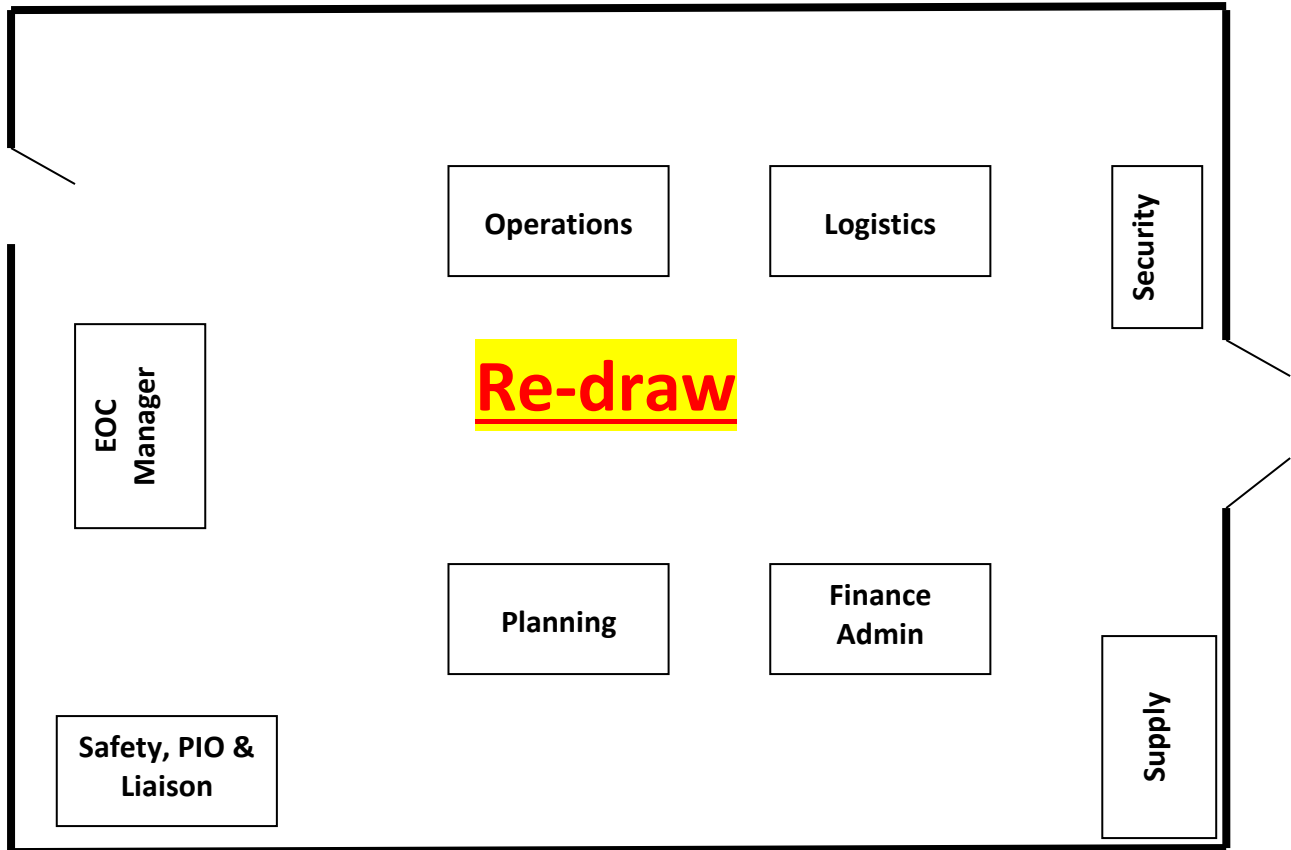 Operations
Logistics
Security
Re-draw
EOC
Manager
Planning
Finance
Admin
Safety, PIO &
Liaison
Supply